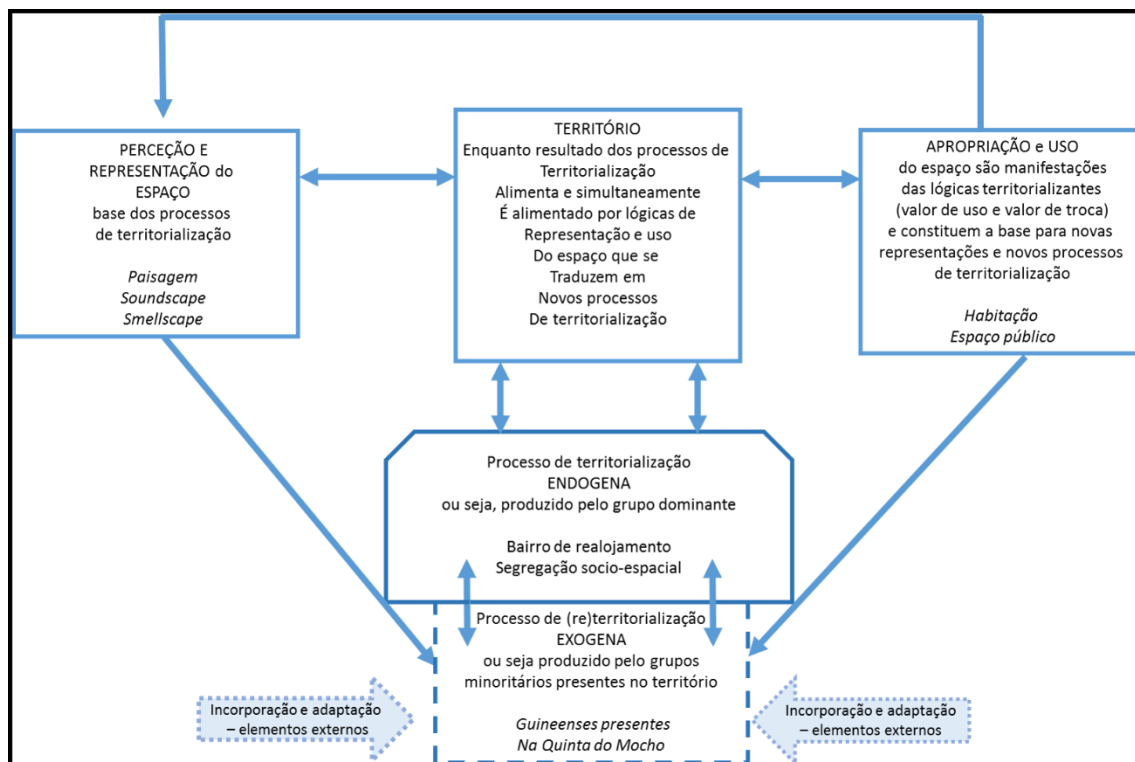 PERCEÇÃO E
REPRESENTAÇÃO do
ESPAÇO
base dos processos
de territorialização
Paisagem
Soundscape
Smellscape
TERRITÓRIO
Enquanto resultado dos processos de
Territorialização
Alimenta e simultaneamente
É alimentado por lógicas de
Representação e uso
Do espaço que se
Traduzem em
Novos processos
De territorialização
APROPRIAÇÃO e USO
do espaço são manifestações
das lógicas territorializantes
(valor de uso e valor de troca)
e constituem a base para novas
representações e novos processos
de territorialização
Habitação
Espaço público
Processo de territorialização
ENDOGENA
ou seja, produzido pelo grupo dominante
Bairro de realojamento
Segregação socio-espacial
Processo de (re)territorialização
EXOGENA
ou seja produzido pelo grupos
minoritários presentes no território
Guineenses presentes
Na Quinta do Mocho
Incorporação e adaptação
– elementos externos
Incorporação e adaptação
– elementos externos